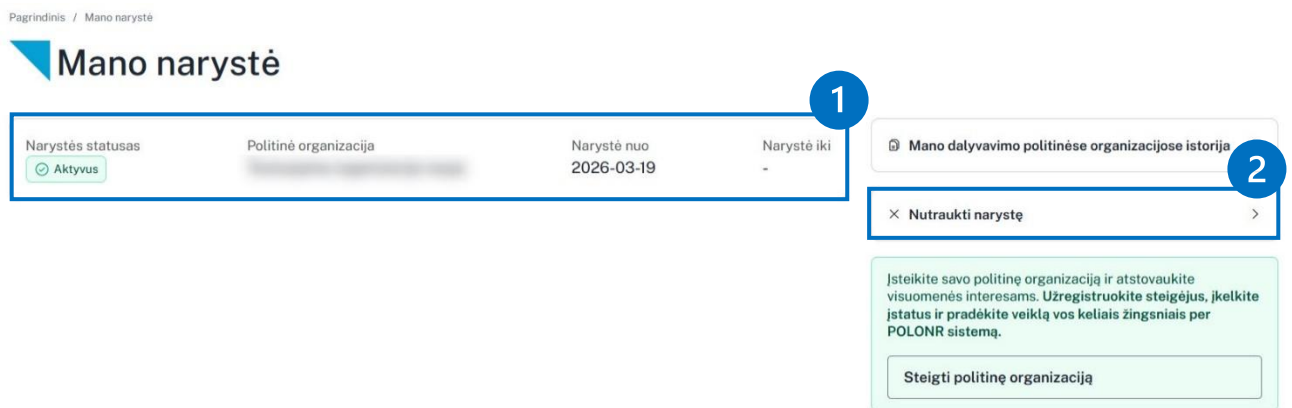 Pagrindinis / Mano narystė
Mano narystė
1
Narystės statusas
Aktyvus
Politinė organizacija
Narystė nuo
2026-03-19
Narystė iki
-
Mano dalyvavimo politinėse organizacijose istorija
2
Nutraukti narystę
Įsteikite savo politinę organizaciją ir atstovaukite
visuomenės interesams. Užregistruokite steigėjus, įkelkite
įstatus ir pradėkite veiklą vos keliais žingsniais per
POLONR sistemą.
Steigti politinę organizaciją